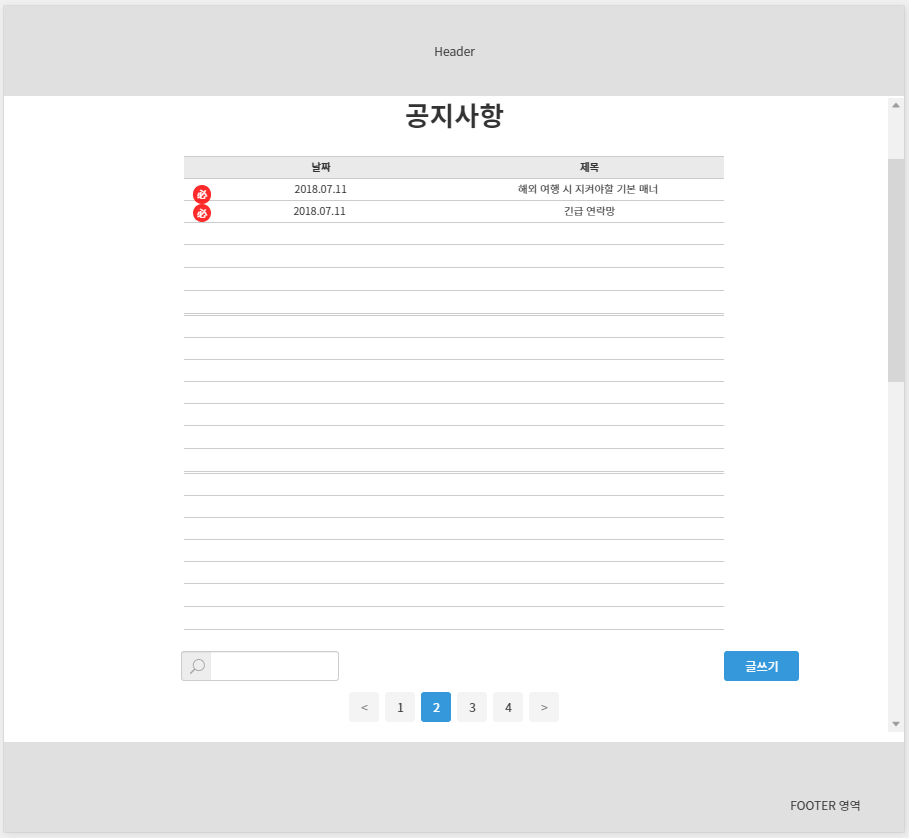 Header
공지사항
날짜 제목
必 2018.07.11 해외 여행 시 지켜야할 기본 매너
必 2018.07.11 긴급 연락망
글쓰기
< 1 2 3 4 >
FOOTER 영역